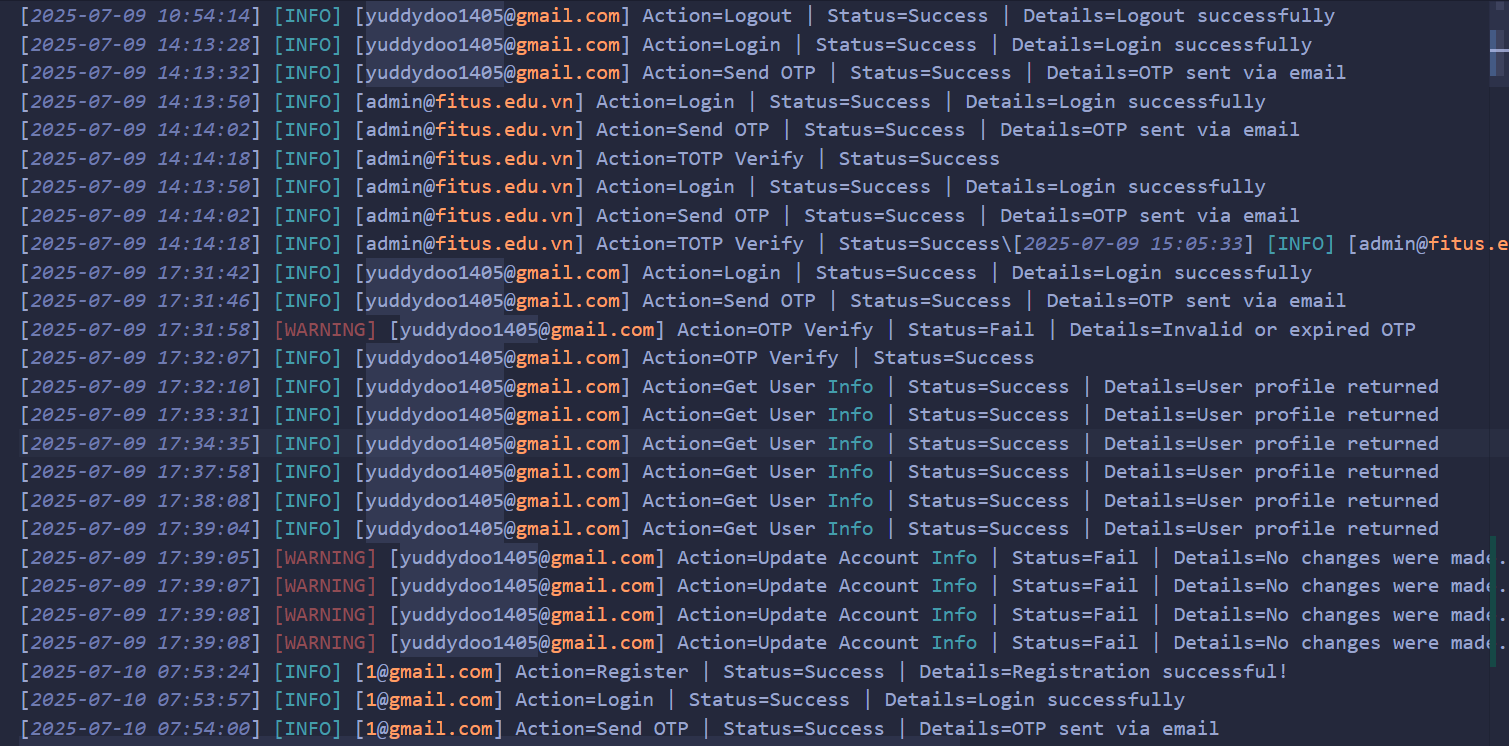 [2025-07-09 10:54:14] [INFO] [yuddydoo1405@gmail.com] Action=Logout | Status=Success | Details=Logout successfully
[2025-07-09 14:13:28] [INFO] [yuddydoo1405@gmail.com] Action=Login | Status=Success | Details=Login successfully
[2025-07-09 14:13:32] [INFO] [yuddydoo1405@gmail.com] Action=Send OTP | Status=Success | Details=OTP sent via email
[2025-07-09 14:13:50] [INFO] [admin@fitus.edu.vn] Action=Login | Status=Success | Details=Login successfully
[2025-07-09 14:14:02] [INFO] [admin@fitus.edu.vn] Action=Send OTP | Status=Success | Details=OTP sent via email
[2025-07-09 14:14:18] [INFO] [admin@fitus.edu.vn] Action=TOTP Verify | Status=Success
[2025-07-09 14:13:50] [INFO] [admin@fitus.edu.vn] Action=Login | Status=Success | Details=Login successfully
[2025-07-09 14:14:02] [INFO] [admin@fitus.edu.vn] Action=Send OTP | Status=Success | Details=OTP sent via email
[2025-07-09 14:14:18] [INFO] [admin@fitus.edu.vn] Action=TOTP Verify | Status=Success\[2025-07-09 15:05:33] [INFO] [admin@fitus.e
[2025-07-09 17:31:42] [INFO] [yuddydoo1405@gmail.com] Action=Login | Status=Success | Details=Login successfully
[2025-07-09 17:31:46] [INFO] [yuddydoo1405@gmail.com] Action=Send OTP | Status=Success | Details=OTP sent via email
[2025-07-09 17:31:58] [WARNING] [yuddydoo1405@gmail.com] Action=OTP Verify | Status=Fail | Details=Invalid or expired OTP
[2025-07-09 17:32:07] [INFO] [yuddydoo1405@gmail.com] Action=OTP Verify | Status=Success
[2025-07-09 17:32:10] [INFO] [yuddydoo1405@gmail.com] Action=Get User Info | Status=Success | Details=User profile returned
[2025-07-09 17:33:31] [INFO] [yuddydoo1405@gmail.com] Action=Get User Info | Status=Success | Details=User profile returned
[2025-07-09 17:34:35] [INFO] [yuddydoo1405@gmail.com] Action=Get User Info | Status=Success | Details=User profile returned
[2025-07-09 17:37:58] [INFO] [yuddydoo1405@gmail.com] Action=Get User Info | Status=Success | Details=User profile returned
[2025-07-09 17:38:08] [INFO] [yuddydoo1405@gmail.com] Action=Get User Info | Status=Success | Details=User profile returned
[2025-07-09 17:39:04] [INFO] [yuddydoo1405@gmail.com] Action=Get User Info | Status=Success | Details=User profile returned
[2025-07-09 17:39:05] [WARNING] [yuddydoo1405@gmail.com] Action=Update Account Info | Status=Fail | Details=No changes were made.
[2025-07-09 17:39:07] [WARNING] [yuddydoo1405@gmail.com] Action=Update Account Info | Status=Fail | Details=No changes were made.
[2025-07-09 17:39:08] [WARNING] [yuddydoo1405@gmail.com] Action=Update Account Info | Status=Fail | Details=No changes were made.
[2025-07-09 17:39:08] [WARNING] [yuddydoo1405@gmail.com] Action=Update Account Info | Status=Fail | Details=No changes were made.
[2025-07-10 07:53:24] [INFO] [1@gmail.com] Action=Register | Status=Success | Details=Registration successful!
[2025-07-10 07:53:57] [INFO] [1@gmail.com] Action=Login | Status=Success | Details=Login successfully
[2025-07-10 07:54:00] [INFO] [1@gmail.com] Action=Send OTP | Status=Success | Details=OTP sent via email